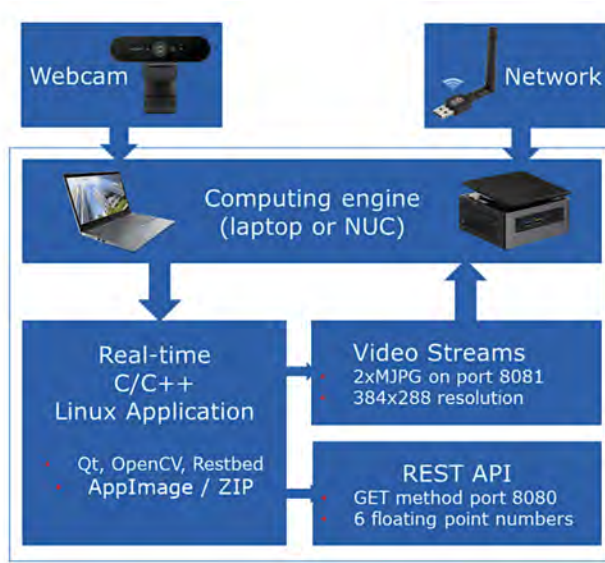 Webcam
Network
Computing engine
(laptop or NUC)
Real-time
C/C++
Linux Application
Qt, OpenCV, Restbed
AppImage / ZIP
Video Streams
2xMJPG on port 8081
384x288 resolution
REST API
GET method port 8080
6 floating point numbers